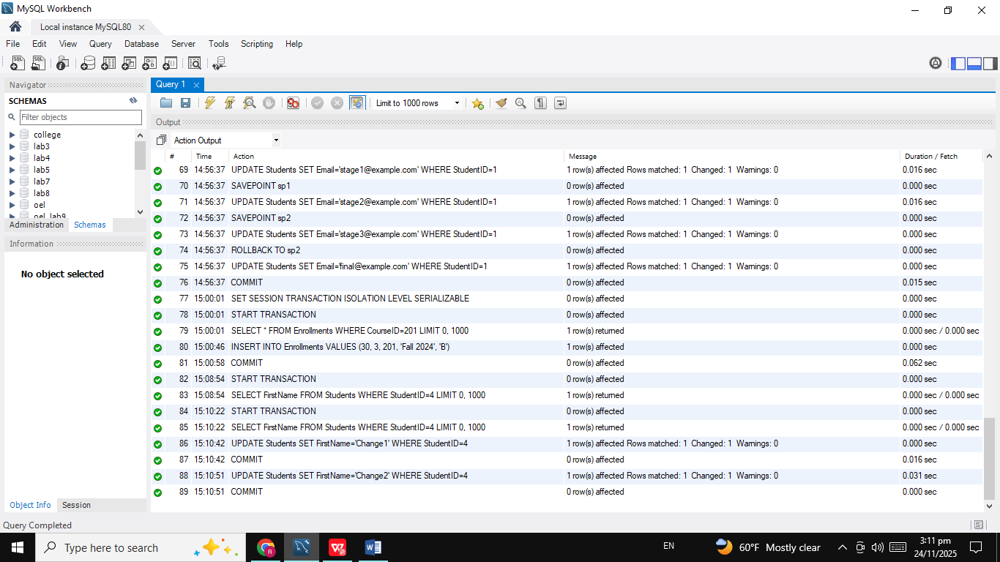 MySQL Workbench
Local instance MySQL80
File Edit View Query Database Server Tools Scripting Help
Navigator
SCHEMAS
Filter objects
college
lab3
lab4
lab5
lab7
lab8
oel
oel_lab9
Administration Schemas
Information
No object selected
Object Info Session
Query 1
Limit to 1000 rows
Output
Action Output
# Time Action Message Duration / Fetch
69 14:56:37 UPDATE Students SET Email='stage1@example.com' WHERE StudentID=1 1 row(s) affected Rows matched: 1 Changed: 1 Warnings: 0 0.016 sec
70 14:56:37 SAVEPOINT sp1 0 row(s) affected 0.000 sec
71 14:56:37 UPDATE Students SET Email='stage2@example.com' WHERE StudentID=1 1 row(s) affected Rows matched: 1 Changed: 1 Warnings: 0 0.016 sec
72 14:56:37 SAVEPOINT sp2 0 row(s) affected 0.000 sec
73 14:56:37 UPDATE Students SET Email='stage3@example.com' WHERE StudentID=1 1 row(s) affected Rows matched: 1 Changed: 1 Warnings: 0 0.000 sec
74 14:56:37 ROLLBACK TO sp2 0 row(s) affected 0.000 sec
75 14:56:37 UPDATE Students SET Email='final@example.com' WHERE StudentID=1 1 row(s) affected Rows matched: 1 Changed: 1 Warnings: 0 0.000 sec
76 14:56:37 COMMIT 0 row(s) affected 0.015 sec
77 15:00:01 SET SESSION TRANSACTION ISOLATION LEVEL SERIALIZABLE 0 row(s) affected 0.000 sec
78 15:00:01 START TRANSACTION 0 row(s) affected 0.000 sec
79 15:00:01 SELECT * FROM Enrollments WHERE CourseID=201 LIMIT 0, 1000 1 row(s) returned 0.000 sec / 0.000 sec
80 15:00:46 INSERT INTO Enrollments VALUES (30, 3, 201, 'Fall 2024', 'B') 1 row(s) affected 0.000 sec
81 15:00:58 COMMIT 0 row(s) affected 0.062 sec
82 15:08:54 START TRANSACTION 0 row(s) affected 0.000 sec
83 15:08:54 SELECT FirstName FROM Students WHERE StudentID=4 LIMIT 0, 1000 1 row(s) returned 0.000 sec / 0.000 sec
84 15:10:22 START TRANSACTION 0 row(s) affected 0.000 sec
85 15:10:22 SELECT FirstName FROM Students WHERE StudentID=4 LIMIT 0, 1000 1 row(s) returned 0.000 sec / 0.000 sec
86 15:10:42 UPDATE Students SET FirstName='Change1' WHERE StudentID=4 1 row(s) affected Rows matched: 1 Changed: 1 Warnings: 0 0.000 sec
87 15:10:42 COMMIT 0 row(s) affected 0.016 sec
88 15:10:51 UPDATE Students SET FirstName='Change2' WHERE StudentID=4 1 row(s) affected Rows matched: 1 Changed: 1 Warnings: 0 0.031 sec
89 15:10:51 COMMIT 0 row(s) affected 0.000 sec
Query Completed
Type here to search
EN
60°F Mostly clear
3:11 pm
24/11/2025